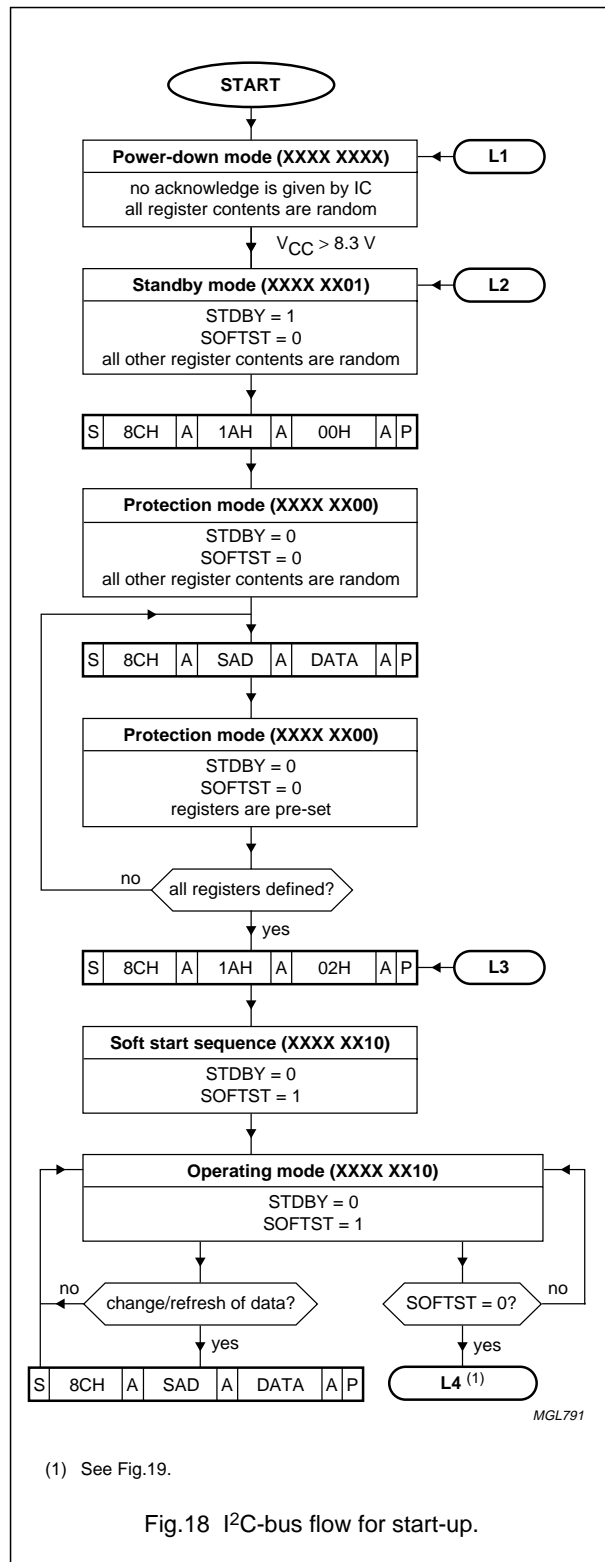 START
Power-down mode (XXXX XXXX)
L1
no acknowledge is given by IC
all register contents are random
VCC > 8.3 V
Standby mode (XXXX XX01)
L2
STDBY = 1
SOFTST = 0
all other register contents are random
S 8CH A 1AH A 00H A P
Protection mode (XXXX XX00)
STDBY = 0
SOFTST = 0
all other register contents are random
S 8CH A SAD A DATA A P
Protection mode (XXXX XX00)
STDBY = 0
SOFTST = 0
registers are pre-set
no
all registers defined?
yes
S 8CH A 1AH A 02H A P
L3
Soft start sequence (XXXX XX10)
STDBY = 0
SOFTST = 1
Operating mode (XXXX XX10)
STDBY = 0
SOFTST = 1
no
change/refresh of data?
SOFTST = 0?
no
yes
yes
S 8CH A SAD A DATA A P
L4 (1)
MGL791
(1) See Fig.19.
Fig.18 I²C-bus flow for start-up.